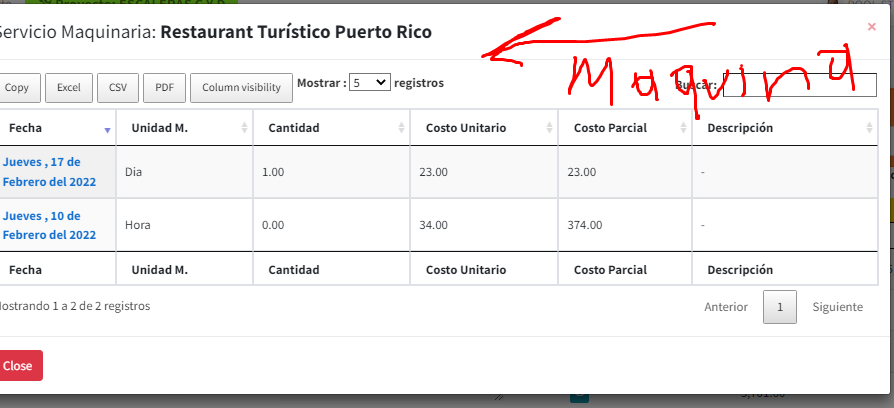 Proyecto: ESCALERAS C Y D
Servicio Maquinaria: Restaurant Turístico Puerto Rico
×
Maquina
Copy Excel CSV PDF Column visibility Mostrar : 5 registros Buscar:
Fecha Unidad M. Cantidad Costo Unitario Costo Parcial Descripción
Jueves , 17 de
Febrero del 2022
Dia 1.00 23.00 23.00 -
Jueves , 10 de
Febrero del 2022
Hora 0.00 34.00 374.00 -
Fecha Unidad M. Cantidad Costo Unitario Costo Parcial Descripción
Mostrando 1 a 2 de 2 registros
Anterior 1 Siguiente
Close